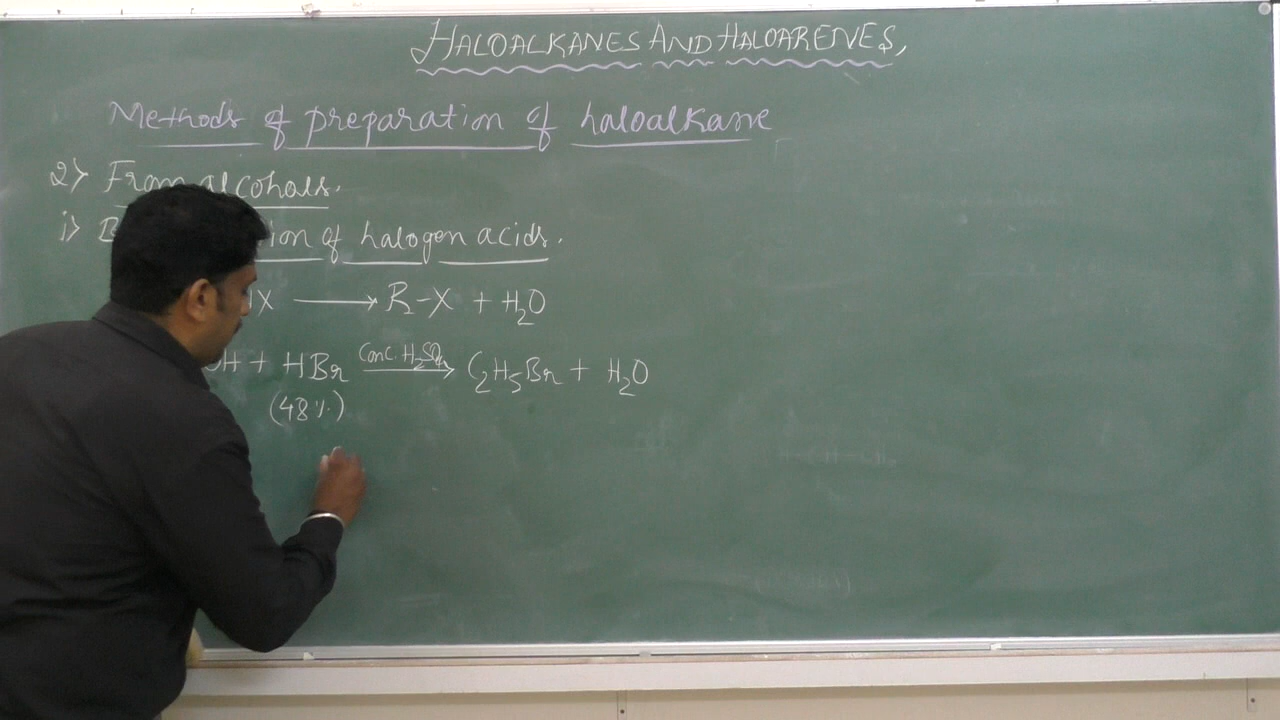 HALOALKANES AND HALOARENES,
Methods of preparation of haloalkane
2) From alcohols.
i) of halogen acids.
X ⟶ R-X + H₂O
OH + HBr Conc. H₂SO₄ ⟶ C₂H₅Br + H₂O
(48%)